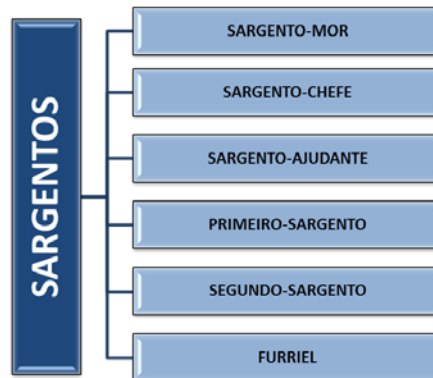 SARGENTOS
SARGENTO-MOR
SARGENTO-CHEFE
SARGENTO-AJUDANTE
PRIMEIRO-SARGENTO
SEGUNDO-SARGENTO
FURRIEL